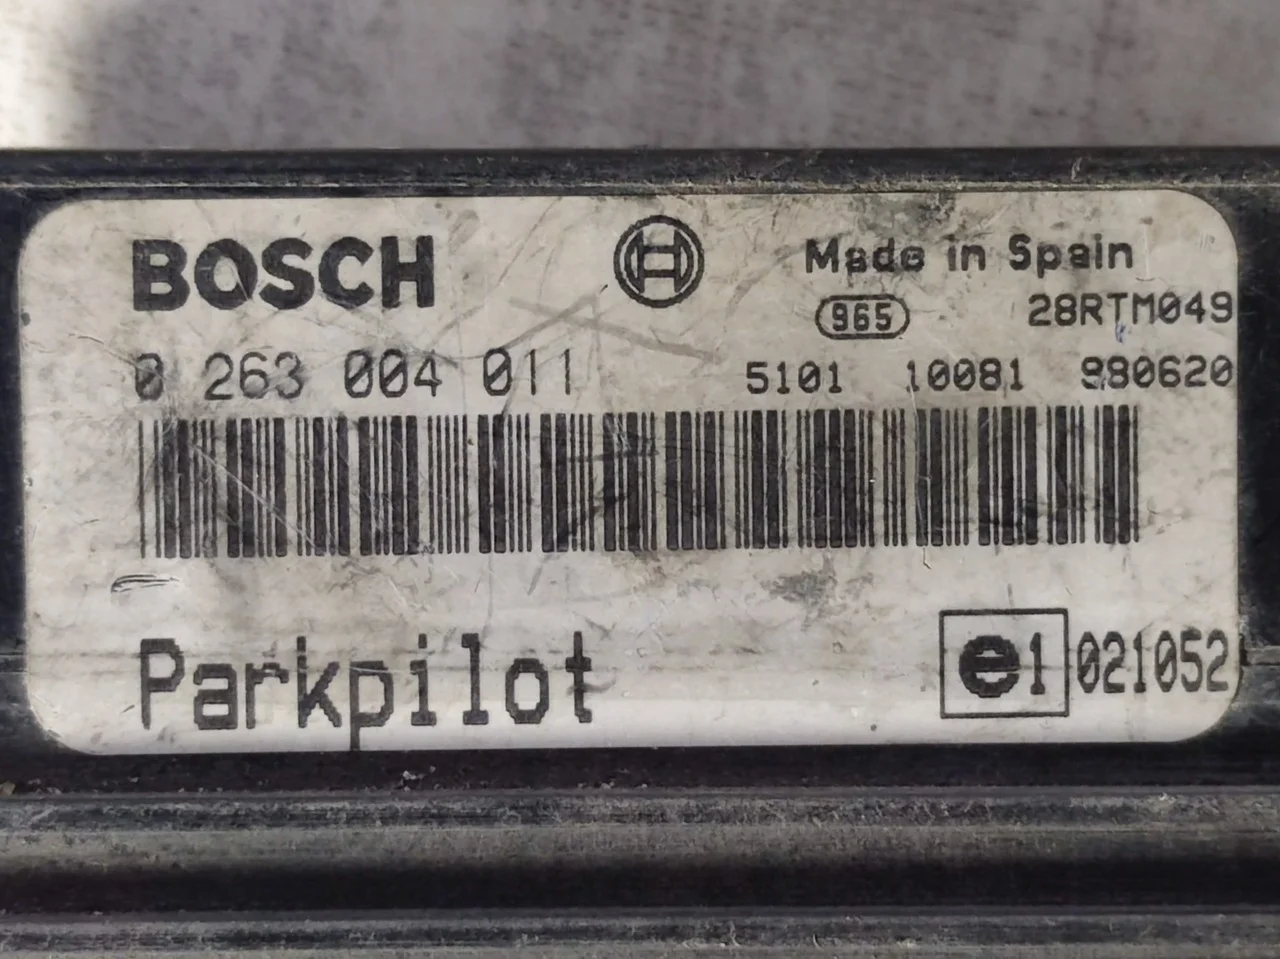 BOSCH
Made in Spain
965 28RTM049
0 263 004 011 5101 10081 980620
Parkpilot
e1 021052